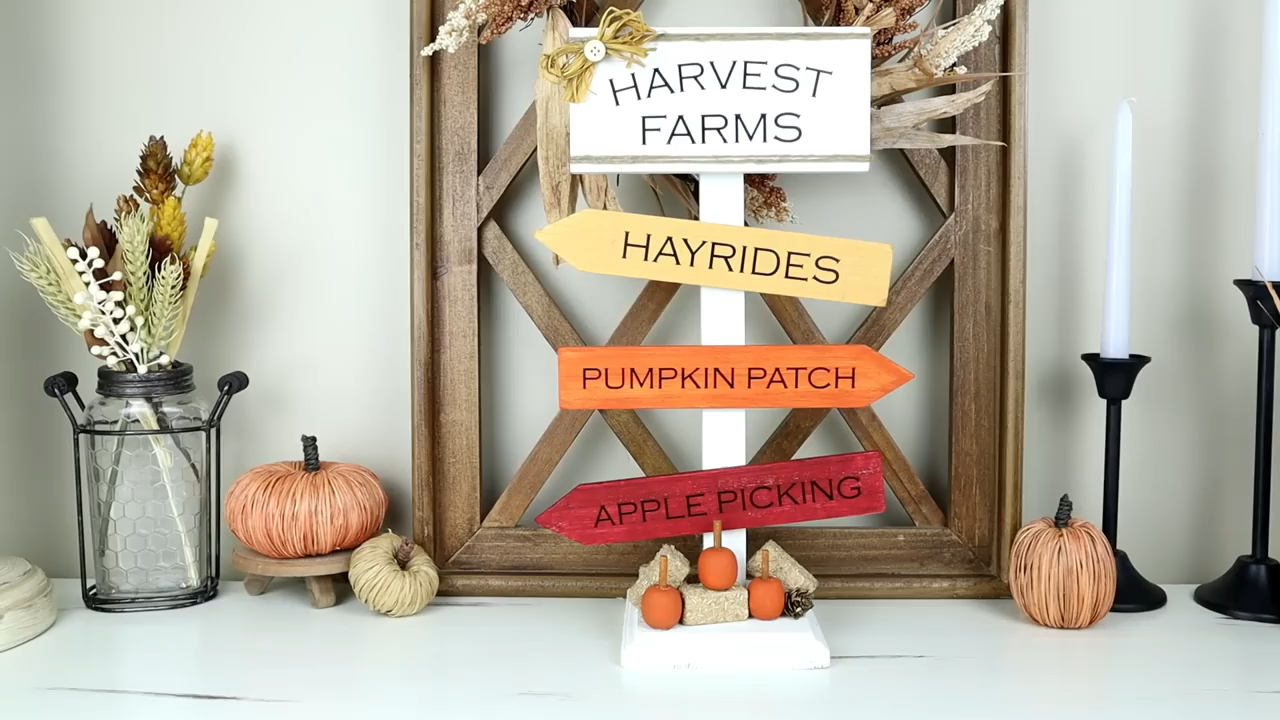 HARVEST
FARMS
HAYRIDES
PUMPKIN PATCH
APPLE PICKING